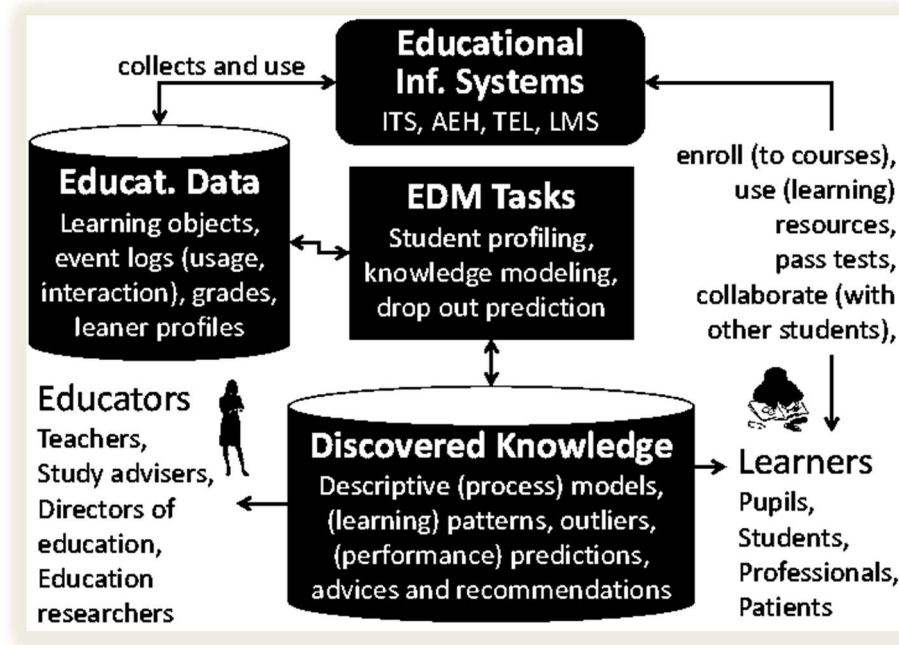 Educational
Inf. Systems
ITS, AEH, TEL, LMS
collects and use
Educat. Data
Learning objects,
event logs (usage,
interaction), grades,
leaner profiles
EDM Tasks
Student profiling,
knowledge modeling,
drop out prediction
enroll (to courses),
use (learning)
resources,
pass tests,
collaborate (with
other students),
Educators
Teachers,
Study advisers,
Directors of
education,
Education
researchers
Discovered Knowledge
Descriptive (process) models,
(learning) patterns, outliers,
(performance) predictions,
advices and recommendations
Learners
Pupils,
Students,
Professionals,
Patients